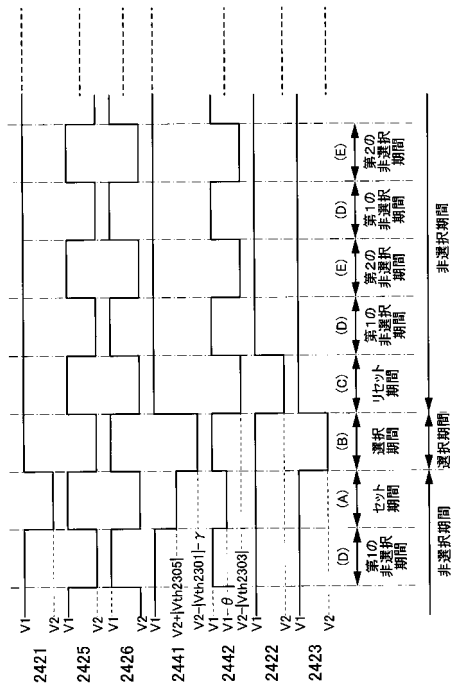 2421 V1
V2
2425 V1
V2
2426 V1
V2
2441 V1
V2+|Vth2305|
V2-|Vth2301|-γ
2442 V1
V1-θ
V2-|Vth2303|
2422 V1
V2
2423 V1
V2
(D) (A) (B) (C) (D) (E) (D) (E)
第1の非選択期間
セット期間
選択期間
リセット期間
第1の非選択期間
第2の非選択期間
第1の非選択期間
第2の非選択期間
非選択期間 選択期間 非選択期間